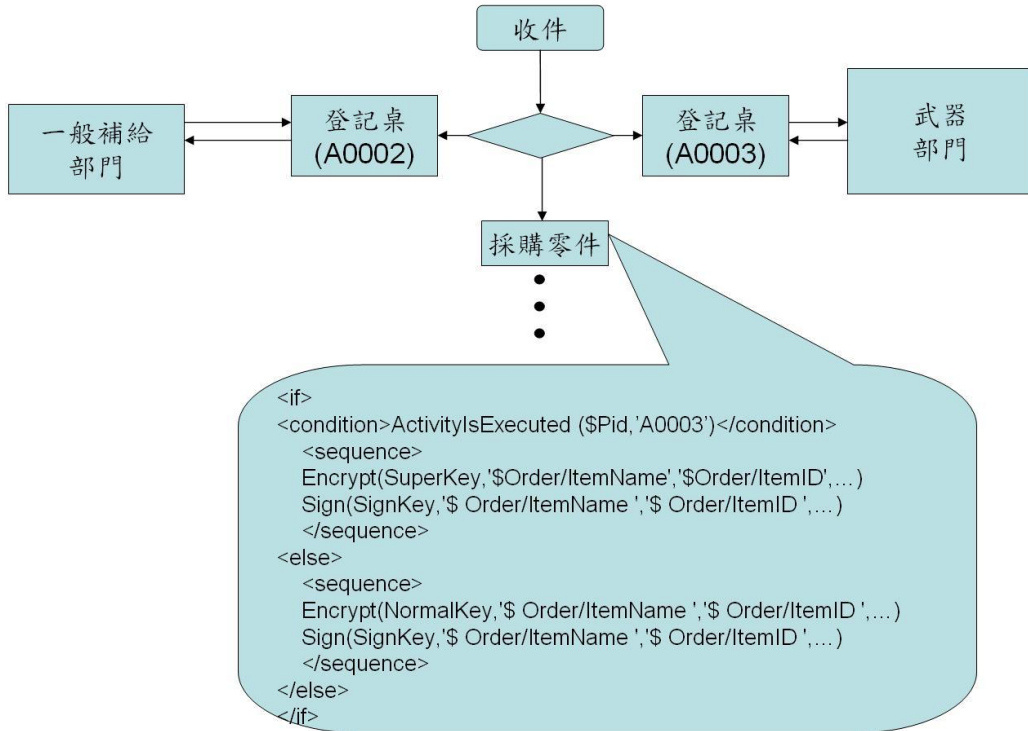 收件
一般補給
部門
登記桌
(A0002)
登記桌
(A0003)
武器
部門
採購零件
<if>
<condition>ActivityIsExecuted ($Pid,'A0003')</condition>
<sequence>
Encrypt(SuperKey,'$Order/ItemName','$Order/ItemID',…)
Sign(SignKey,'$ Order/ItemName ','$ Order/ItemID ',…)
</sequence>
<else>
<sequence>
Encrypt(NormalKey,'$ Order/ItemName ','$ Order/ItemID ',…)
Sign(SignKey,'$ Order/ItemName ','$ Order/ItemID ',…)
</sequence>
</else>
</if>